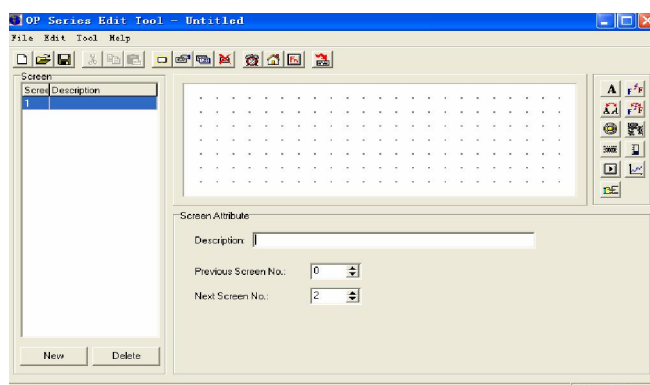 OP Series Edit Tool - Untitled
File Edit Tool Help
Screen
Scree Description
1
A
Screen Attribute
Description:
Previous Screen No.: 0
Next Screen No.: 2
New Delete